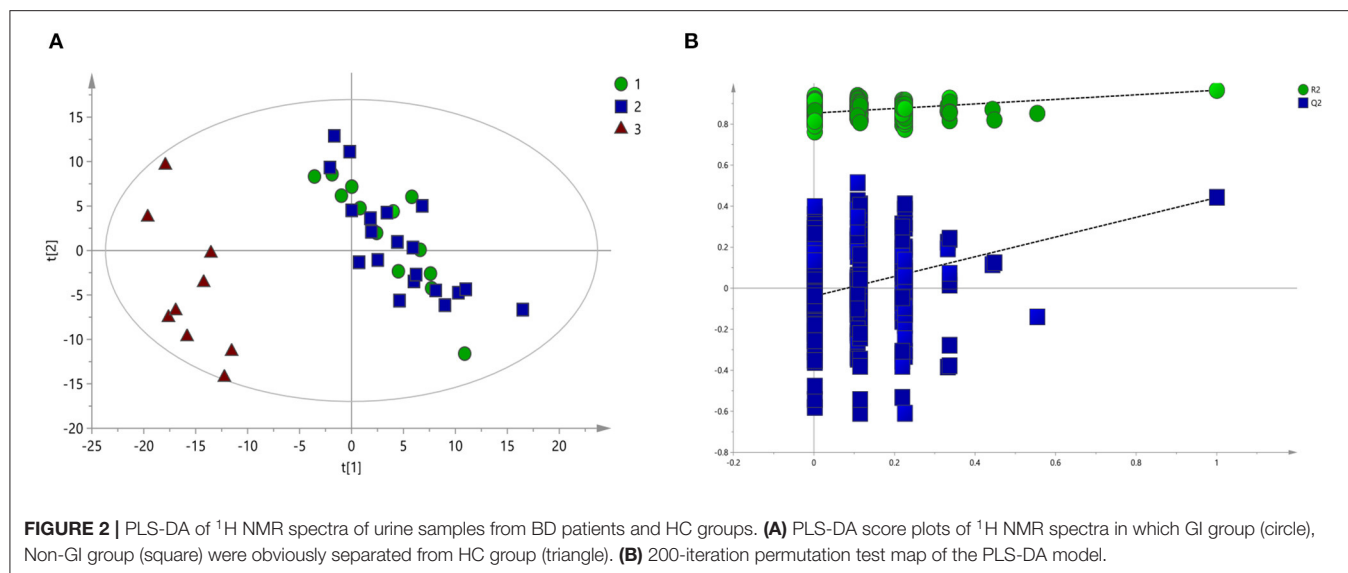 A
B
1
2
3
R2
Q2
15
10
5
0
-5
-10
-15
-20
t[2]
-25 -20 -15 -10 -5 0 5 10 15 20
t[1]
0.8
0.6
0.4
0.2
0
-0.2
-0.4
-0.6
-0.8
-0.2 0 0.2 0.4 0.6 0.8 1
FIGURE 2 | PLS-DA of ¹H NMR spectra of urine samples from BD patients and HC groups. (A) PLS-DA score plots of ¹H NMR spectra in which GI group (circle),
Non-GI group (square) were obviously separated from HC group (triangle). (B) 200-iteration permutation test map of the PLS-DA model.